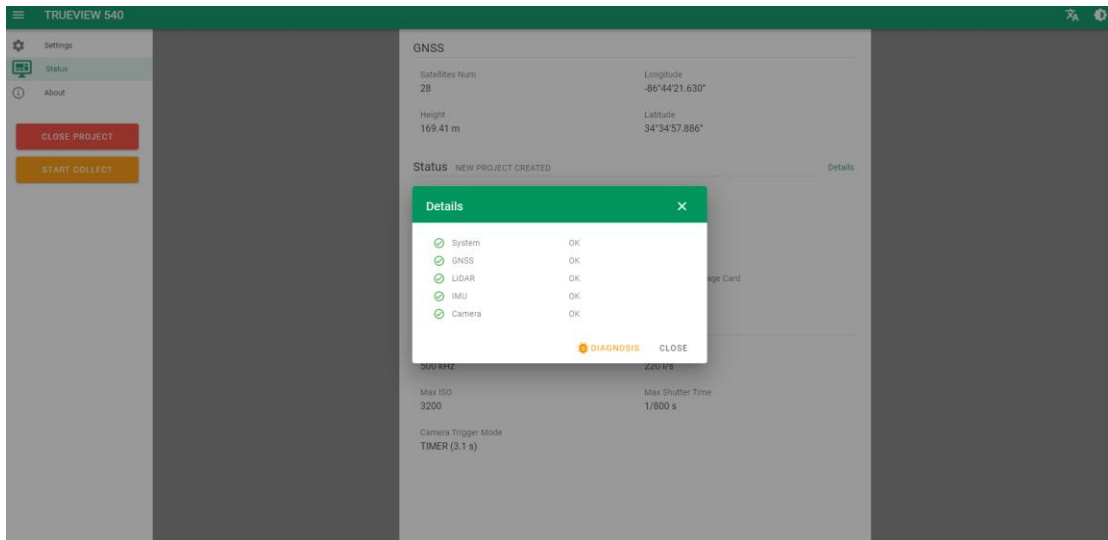 TRUEVIEW 540
Settings
Status
About
CLOSE PROJECT
START COLLECT
GNSS
Satellites Num
Longitude
28
-86°44'21.630"
Height
Latitude
169.41 m
34°34'57.886"
Status NEW PROJECT CREATED
Details
Details
System OK
GNSS OK
LiDAR OK
age Card
IMU OK
Camera OK
DIAGNOSIS CLOSE
500 kHz
220 l/s
Max ISO
Max Shutter Time
3200
1/800 s
Camera Trigger Mode
TIMER (3.1 s)